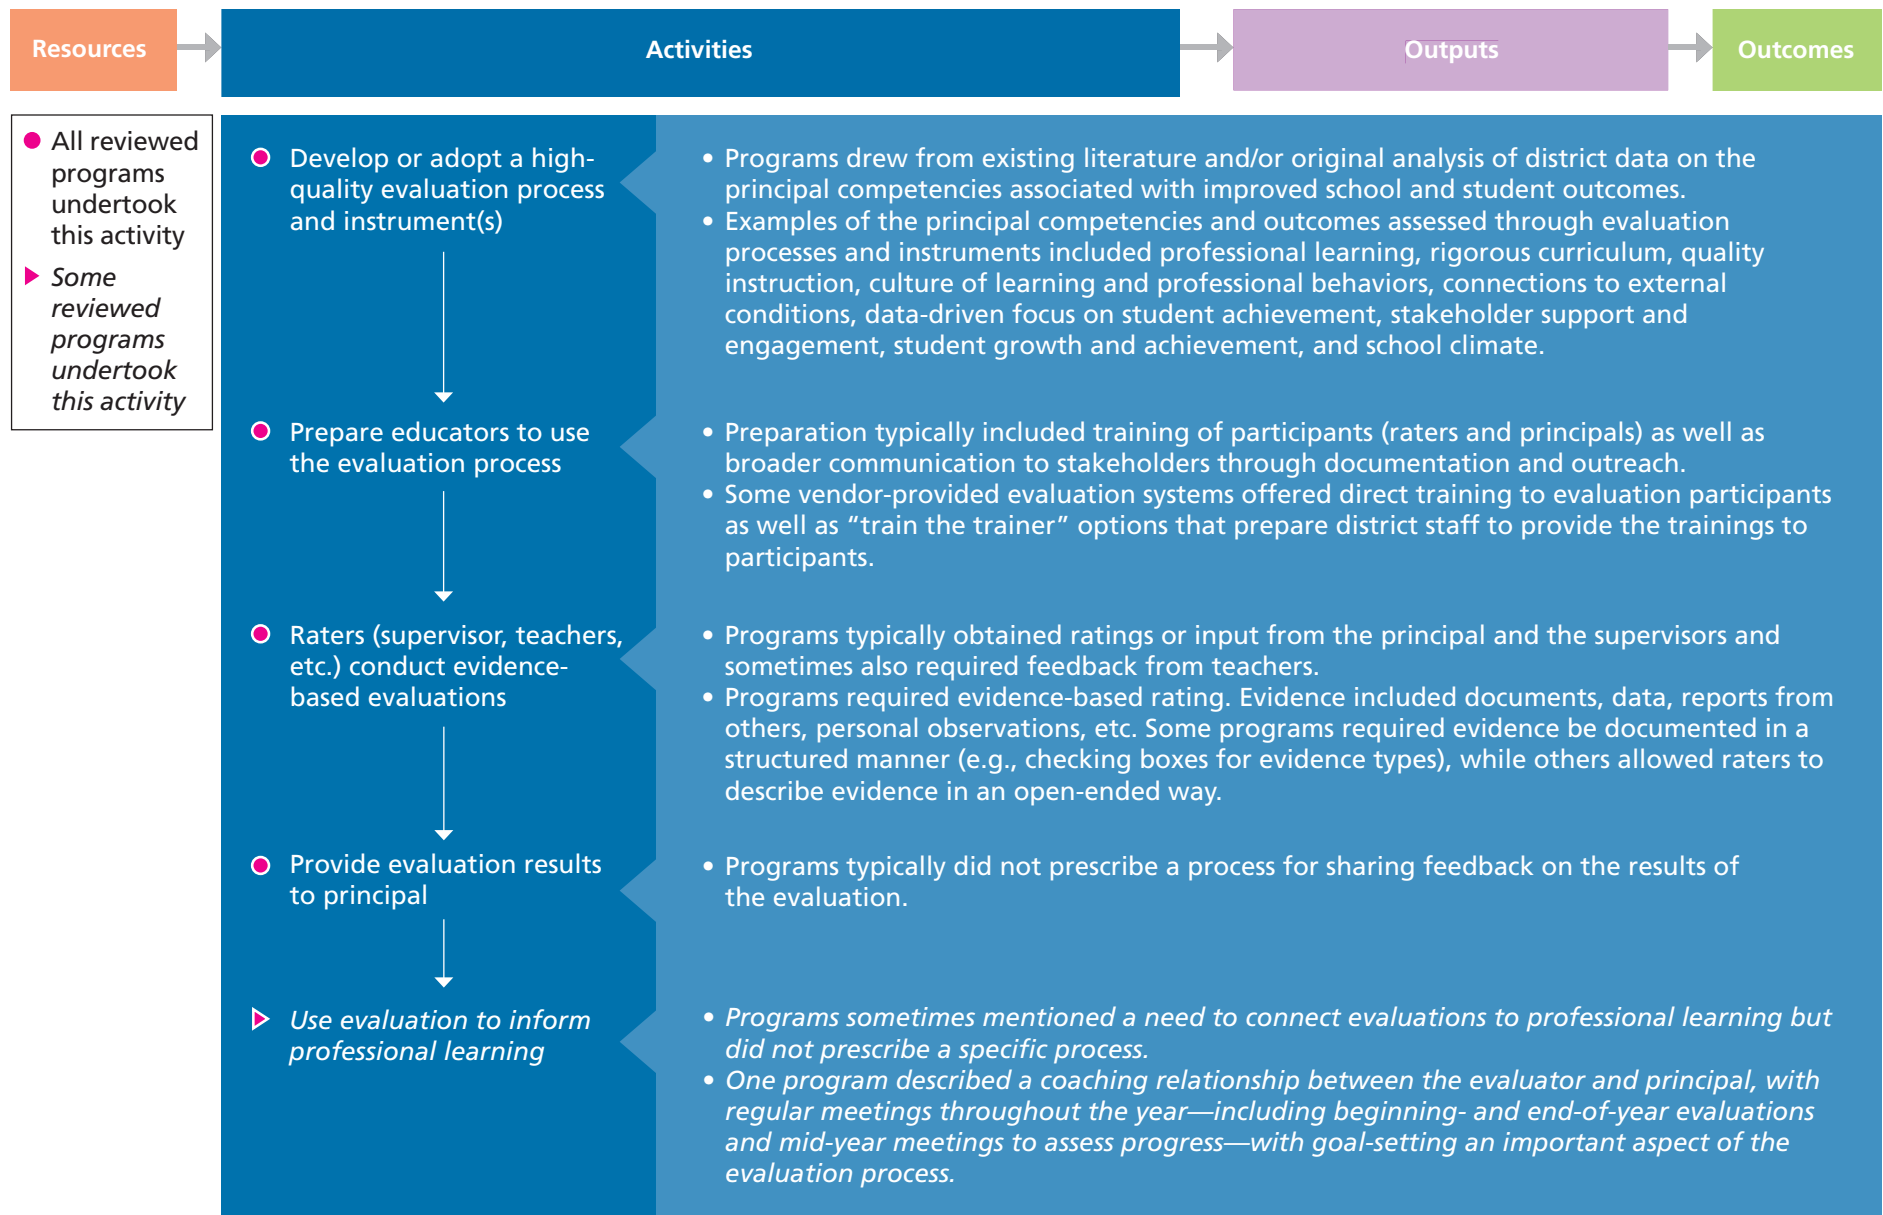 Resources
Activities
Outputs
Outcomes
All reviewed
programs
undertook
this activity
Some
reviewed
programs
undertook
this activity
Develop or adopt a high-
quality evaluation process
and instrument(s)
• Programs drew from existing literature and/or original analysis of district data on the
principal competencies associated with improved school and student outcomes.
• Examples of the principal competencies and outcomes assessed through evaluation
processes and instruments included professional learning, rigorous curriculum, quality
instruction, culture of learning and professional behaviors, connections to external
conditions, data-driven focus on student achievement, stakeholder support and
engagement, student growth and achievement, and school climate.
Prepare educators to use
the evaluation process
• Preparation typically included training of participants (raters and principals) as well as
broader communication to stakeholders through documentation and outreach.
• Some vendor-provided evaluation systems offered direct training to evaluation participants
as well as “train the trainer” options that prepare district staff to provide the trainings to
participants.
Raters (supervisor, teachers,
etc.) conduct evidence-
based evaluations
• Programs typically obtained ratings or input from the principal and the supervisors and
sometimes also required feedback from teachers.
• Programs required evidence-based rating. Evidence included documents, data, reports from
others, personal observations, etc. Some programs required evidence be documented in a
structured manner (e.g., checking boxes for evidence types), while others allowed raters to
describe evidence in an open-ended way.
Provide evaluation results
to principal
• Programs typically did not prescribe a process for sharing feedback on the results of
the evaluation.
Use evaluation to inform
professional learning
• Programs sometimes mentioned a need to connect evaluations to professional learning but
did not prescribe a specific process.
• One program described a coaching relationship between the evaluator and principal, with
regular meetings throughout the year—including beginning- and end-of-year evaluations
and mid-year meetings to assess progress—with goal-setting an important aspect of the
evaluation process.